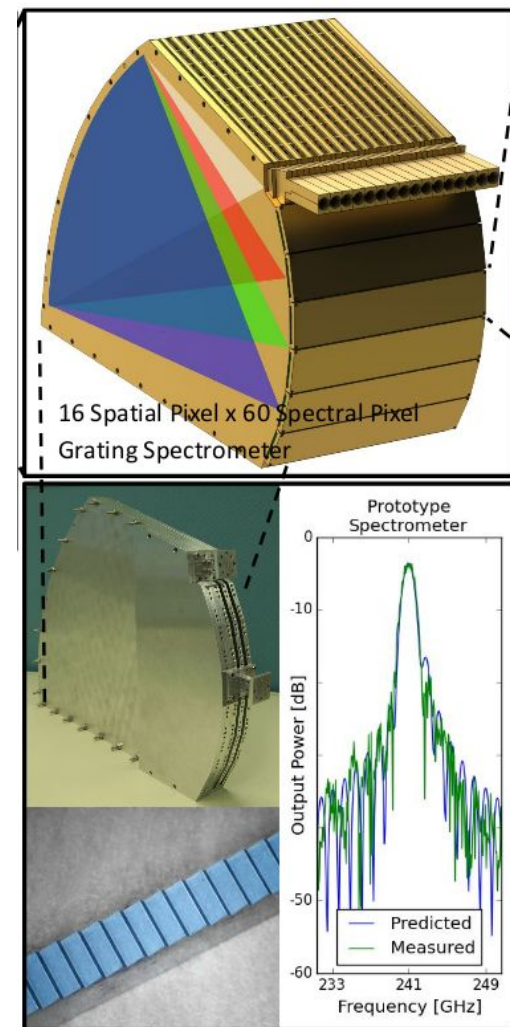 16 Spatial Pixel x 60 Spectral Pixel
Grating Spectrometer
Prototype
Spectrometer
0
-10
Output Power [dB]
-50
-60
Predicted
Measured
233
241
249
Frequency [GHz]